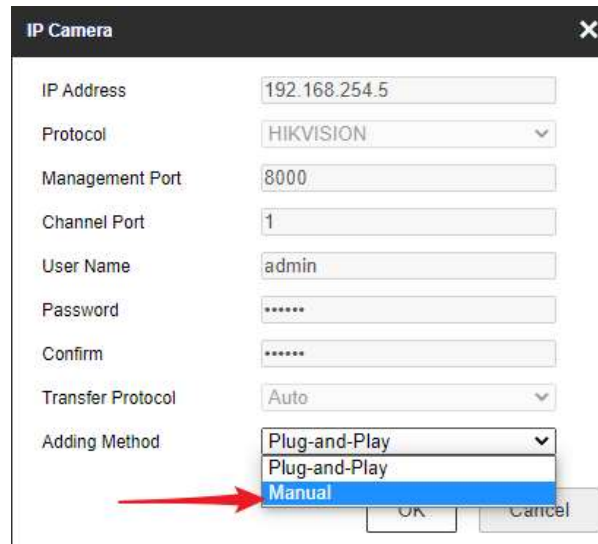 IP Camera
IP Address 192.168.254.5
Protocol HIKVISION
Management Port 8000
Channel Port 1
User Name admin
Password ••••••
Confirm ••••••
Transfer Protocol Auto
Adding Method Plug-and-Play
Plug-and-Play
Manual
OK Cancel